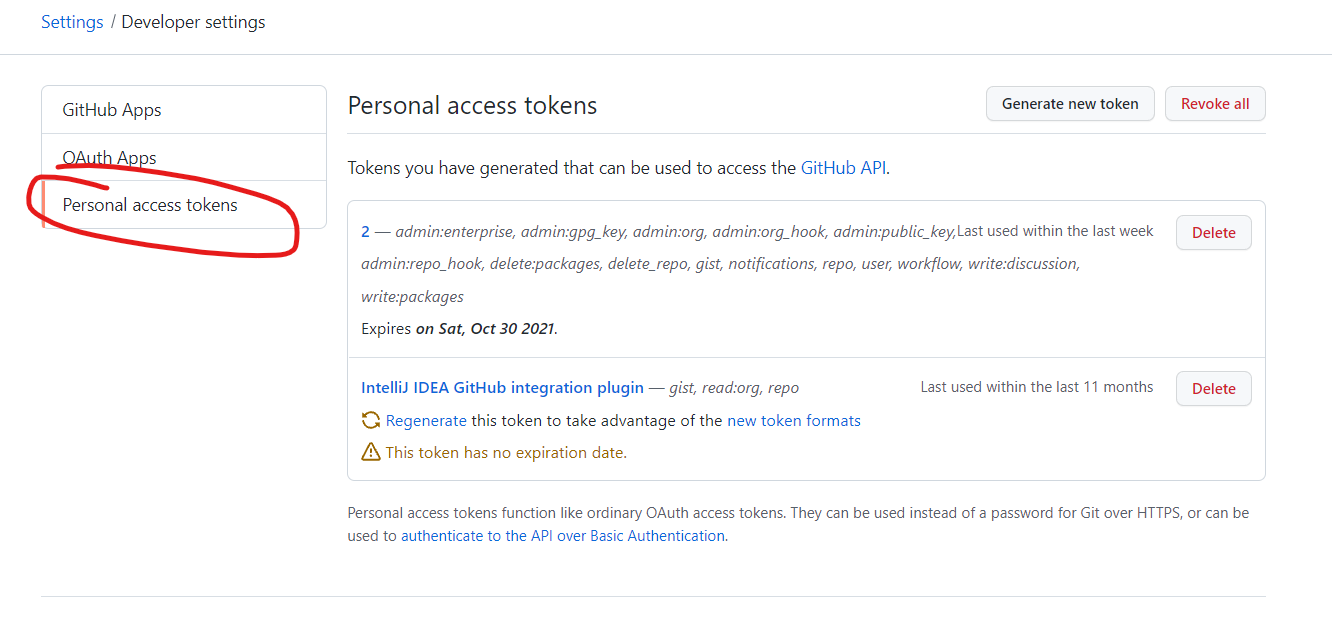 Settings / Developer settings
GitHub Apps
OAuth Apps
Personal access tokens
Personal access tokens
Generate new token
Revoke all
Tokens you have generated that can be used to access the GitHub API.
2 — admin:enterprise, admin:gpg_key, admin:org, admin:org_hook, admin:public_key,
Last used within the last week
Delete
admin:repo_hook, delete:packages, delete_repo, gist, notifications, repo, user, workflow, write:discussion,
write:packages
Expires on Sat, Oct 30 2021.
IntelliJ IDEA GitHub integration plugin — gist, read:org, repo
Last used within the last 11 months
Delete
Regenerate this token to take advantage of the new token formats
This token has no expiration date.
Personal access tokens function like ordinary OAuth access tokens. They can be used instead of a password for Git over HTTPS, or can be
used to authenticate to the API over Basic Authentication.